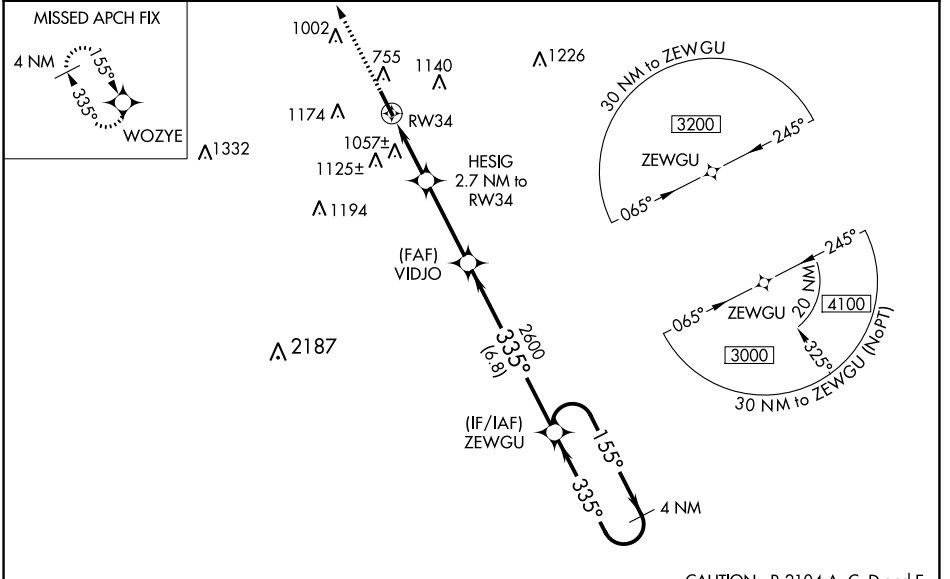 MISSED APCH FIX
4 NM
155°
335°
WOZYE
1002
755
1140
1226
1174
RW34
1057±
1125±
1332
1194
HESIG
2.7 NM to
RW34
(FAF)
VIDJO
2187
2600
335°
(6.8)
(IF/IAF)
ZEWGU
155°
335°
4 NM
30 NM to ZEWGU
3200
245°
ZEWGU
065°
245°
065°
ZEWGU
20 NM
4100
3000
325°
30 NM to ZEWGU (NoPT)